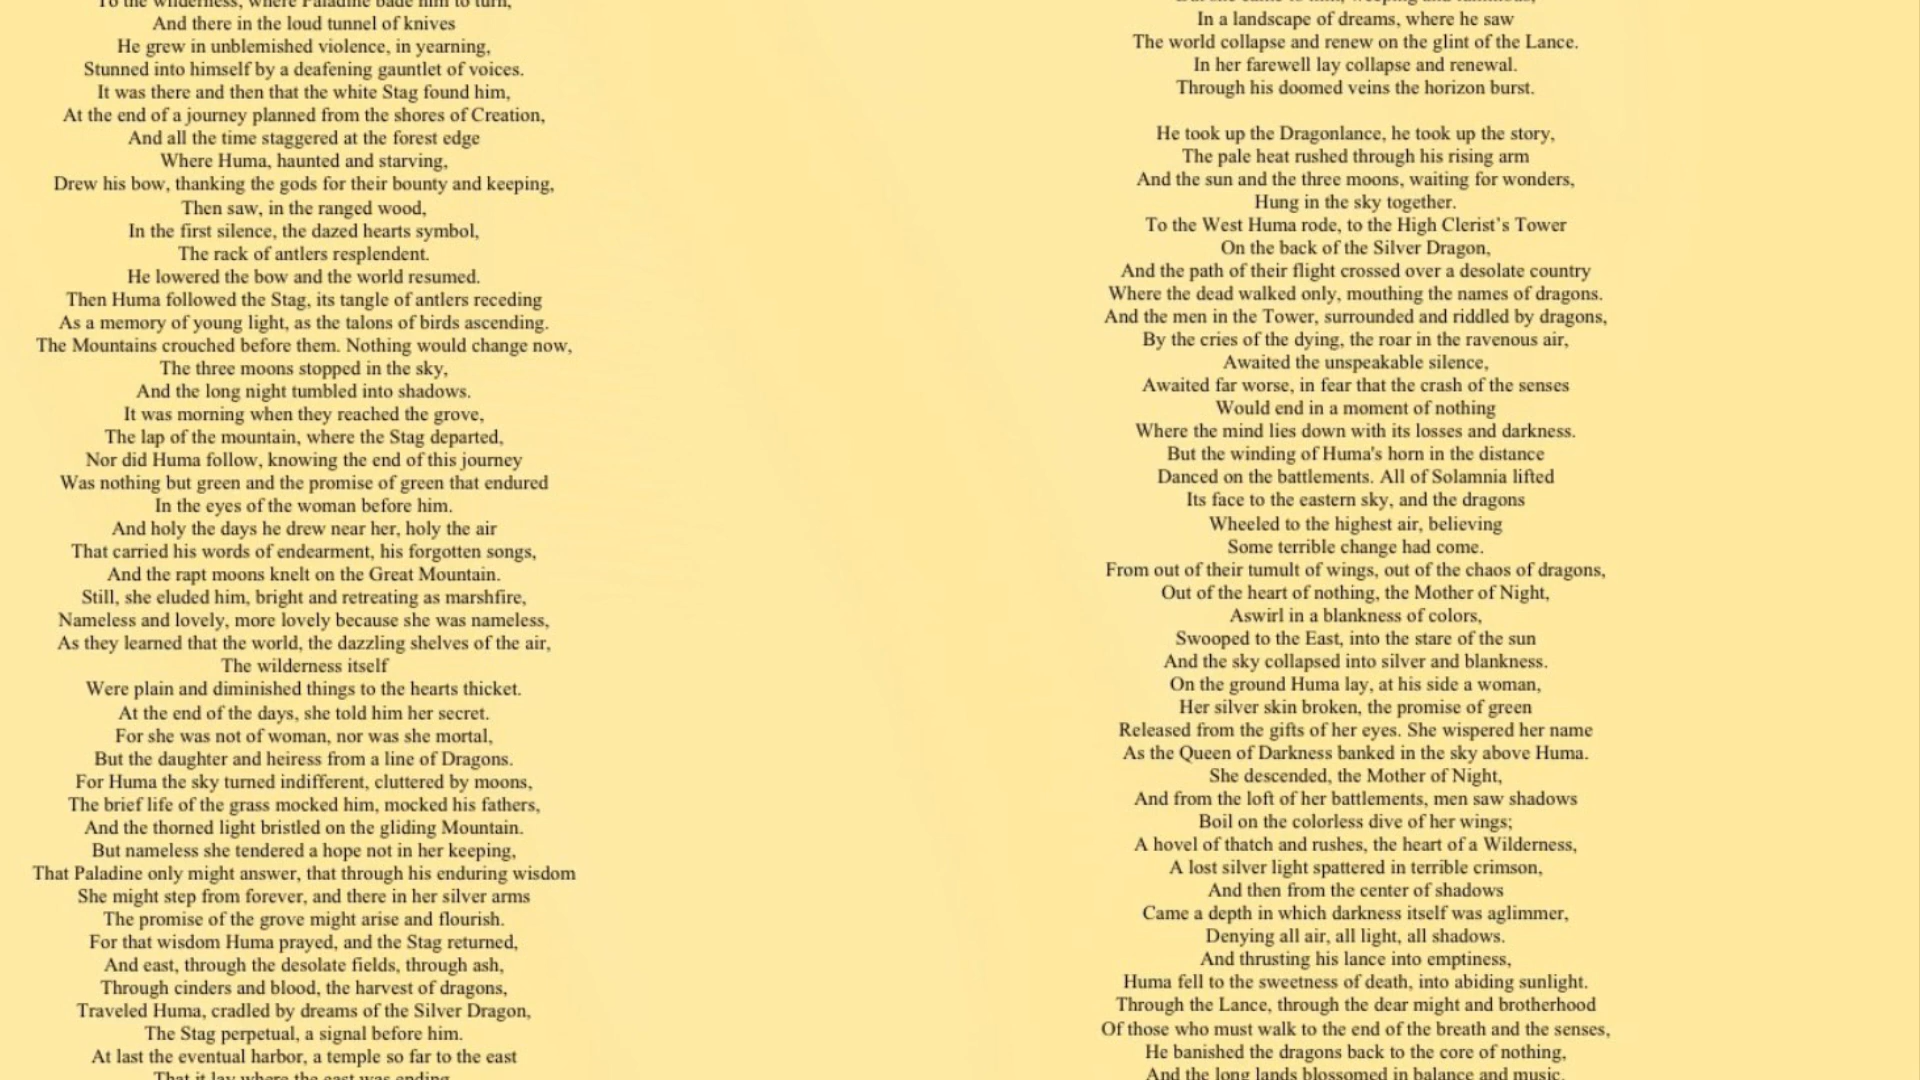 To the wilderness, where Paladine bade him to turn,
And there in the loud tunnel of knives
He grew in unblemished violence, in yearning,
Stunned into himself by a deafening gauntlet of voices.
It was there and then that the white Stag found him,
At the end of a journey planned from the shores of Creation,
And all the time staggered at the forest edge
Where Huma, haunted and starving,
Drew his bow, thanking the gods for their bounty and keeping,
Then saw, in the ranged wood,
In the first silence, the dazed hearts symbol,
The rack of antlers resplendent.
He lowered the bow and the world resumed.
Then Huma followed the Stag, its tangle of antlers receding
As a memory of young light, as the talons of birds ascending.
The Mountains crouched before them. Nothing would change now,
The three moons stopped in the sky,
And the long night tumbled into shadows.
It was morning when they reached the grove,
The lap of the mountain, where the Stag departed,
Nor did Huma follow, knowing the end of this journey
Was nothing but green and the promise of green that endured
In the eyes of the woman before him.
And holy the days he drew near her, holy the air
That carried his words of endearment, his forgotten songs,
And the rapt moons knelt on the Great Mountain.
Still, she eluded him, bright and retreating as marshfire,
Nameless and lovely, more lovely because she was nameless,
As they learned that the world, the dazzling shelves of the air,
The wilderness itself
Were plain and diminished things to the hearts thicket.
At the end of the days, she told him her secret.
For she was not of woman, nor was she mortal,
But the daughter and heiress from a line of Dragons.
For Huma the sky turned indifferent, cluttered by moons,
The brief life of the grass mocked him, mocked his fathers,
And the thorned light bristled on the gliding Mountain.
But nameless she tendered a hope not in her keeping,
That Paladine only might answer, that through his enduring wisdom
She might step from forever, and there in her silver arms
The promise of the grove might arise and flourish.
For that wisdom Huma prayed, and the Stag returned,
And east, through the desolate fields, through ash,
Through cinders and blood, the harvest of dragons,
Traveled Huma, cradled by dreams of the Silver Dragon,
The Stag perpetual, a signal before him.
At last the eventual harbor, a temple so far to the east
That it lay where the east was ending.
In a landscape of dreams, where he saw
The world collapse and renew on the glint of the Lance.
In her farewell lay collapse and renewal.
Through his doomed veins the horizon burst.
He took up the Dragonlance, he took up the story,
The pale heat rushed through his rising arm
And the sun and the three moons, waiting for wonders,
Hung in the sky together.
To the West Huma rode, to the High Clerist's Tower
On the back of the Silver Dragon,
And the path of their flight crossed over a desolate country
Where the dead walked only, mouthing the names of dragons.
And the men in the Tower, surrounded and riddled by dragons,
By the cries of the dying, the roar in the ravenous air,
Awaited the unspeakable silence,
Awaited far worse, in fear that the crash of the senses
Would end in a moment of nothing
Where the mind lies down with its losses and darkness.
But the winding of Huma's horn in the distance
Danced on the battlements. All of Solamnia lifted
Its face to the eastern sky, and the dragons
Wheeled to the highest air, believing
Some terrible change had come.
From out of their tumult of wings, out of the chaos of dragons,
Out of the heart of nothing, the Mother of Night,
Aswirl in a blankness of colors,
Swooped to the East, into the stare of the sun
And the sky collapsed into silver and blankness.
On the ground Huma lay, at his side a woman,
Her silver skin broken, the promise of green
Released from the gifts of her eyes. She wispered her name
As the Queen of Darkness banked in the sky above Huma.
She descended, the Mother of Night,
And from the loft of her battlements, men saw shadows
Boil on the colorless dive of her wings;
A hovel of thatch and rushes, the heart of a Wilderness,
A lost silver light spattered in terrible crimson,
And then from the center of shadows
Came a depth in which darkness itself was aglimmer,
Denying all air, all light, all shadows.
And thrusting his lance into emptiness,
Huma fell to the sweetness of death, into abiding sunlight.
Through the Lance, through the dear might and brotherhood
Of those who must walk to the end of the breath and the senses,
He banished the dragons back to the core of nothing,
And the long lands blossomed in balance and music.